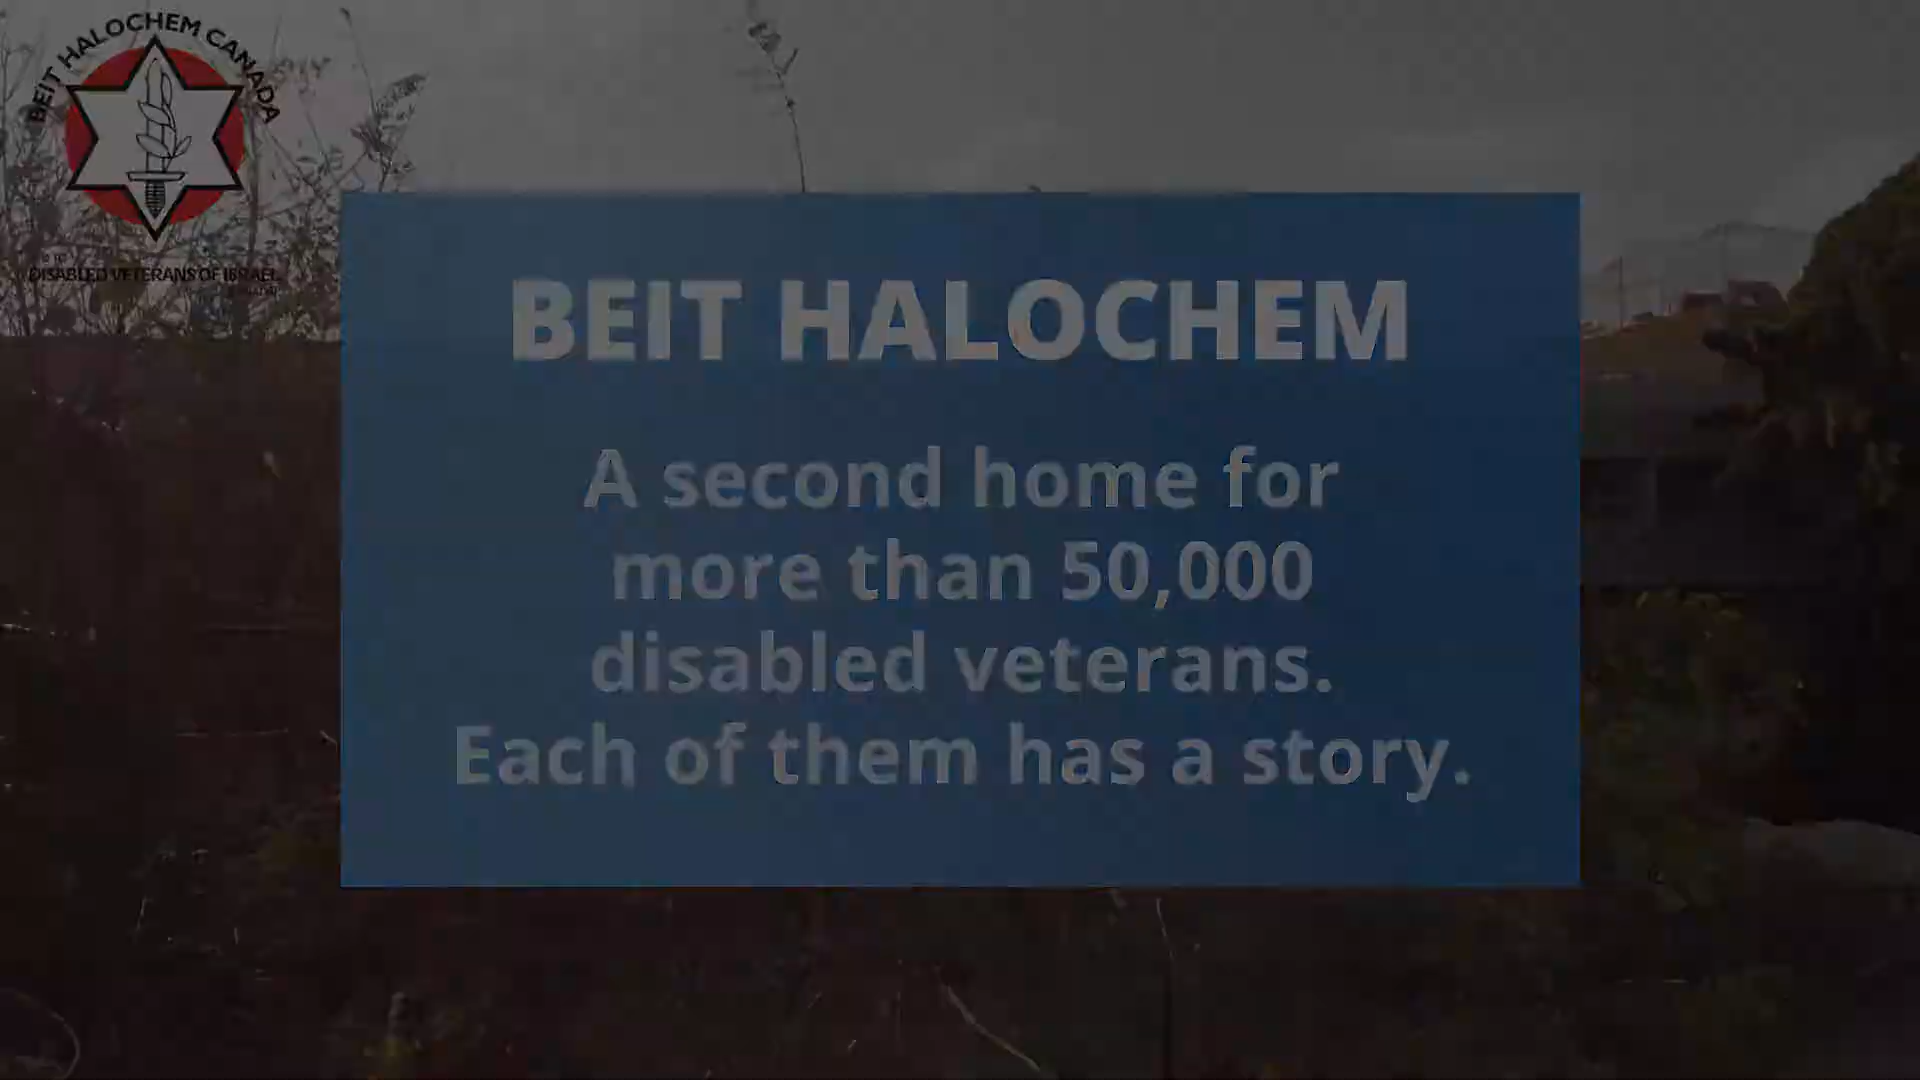 BEIT HALOCHEM CANADA
DISABLED VETERANS OF ISRAEL
BEIT HALOCHEM
A second home for
more than 50,000
disabled veterans.
Each of them has a story.